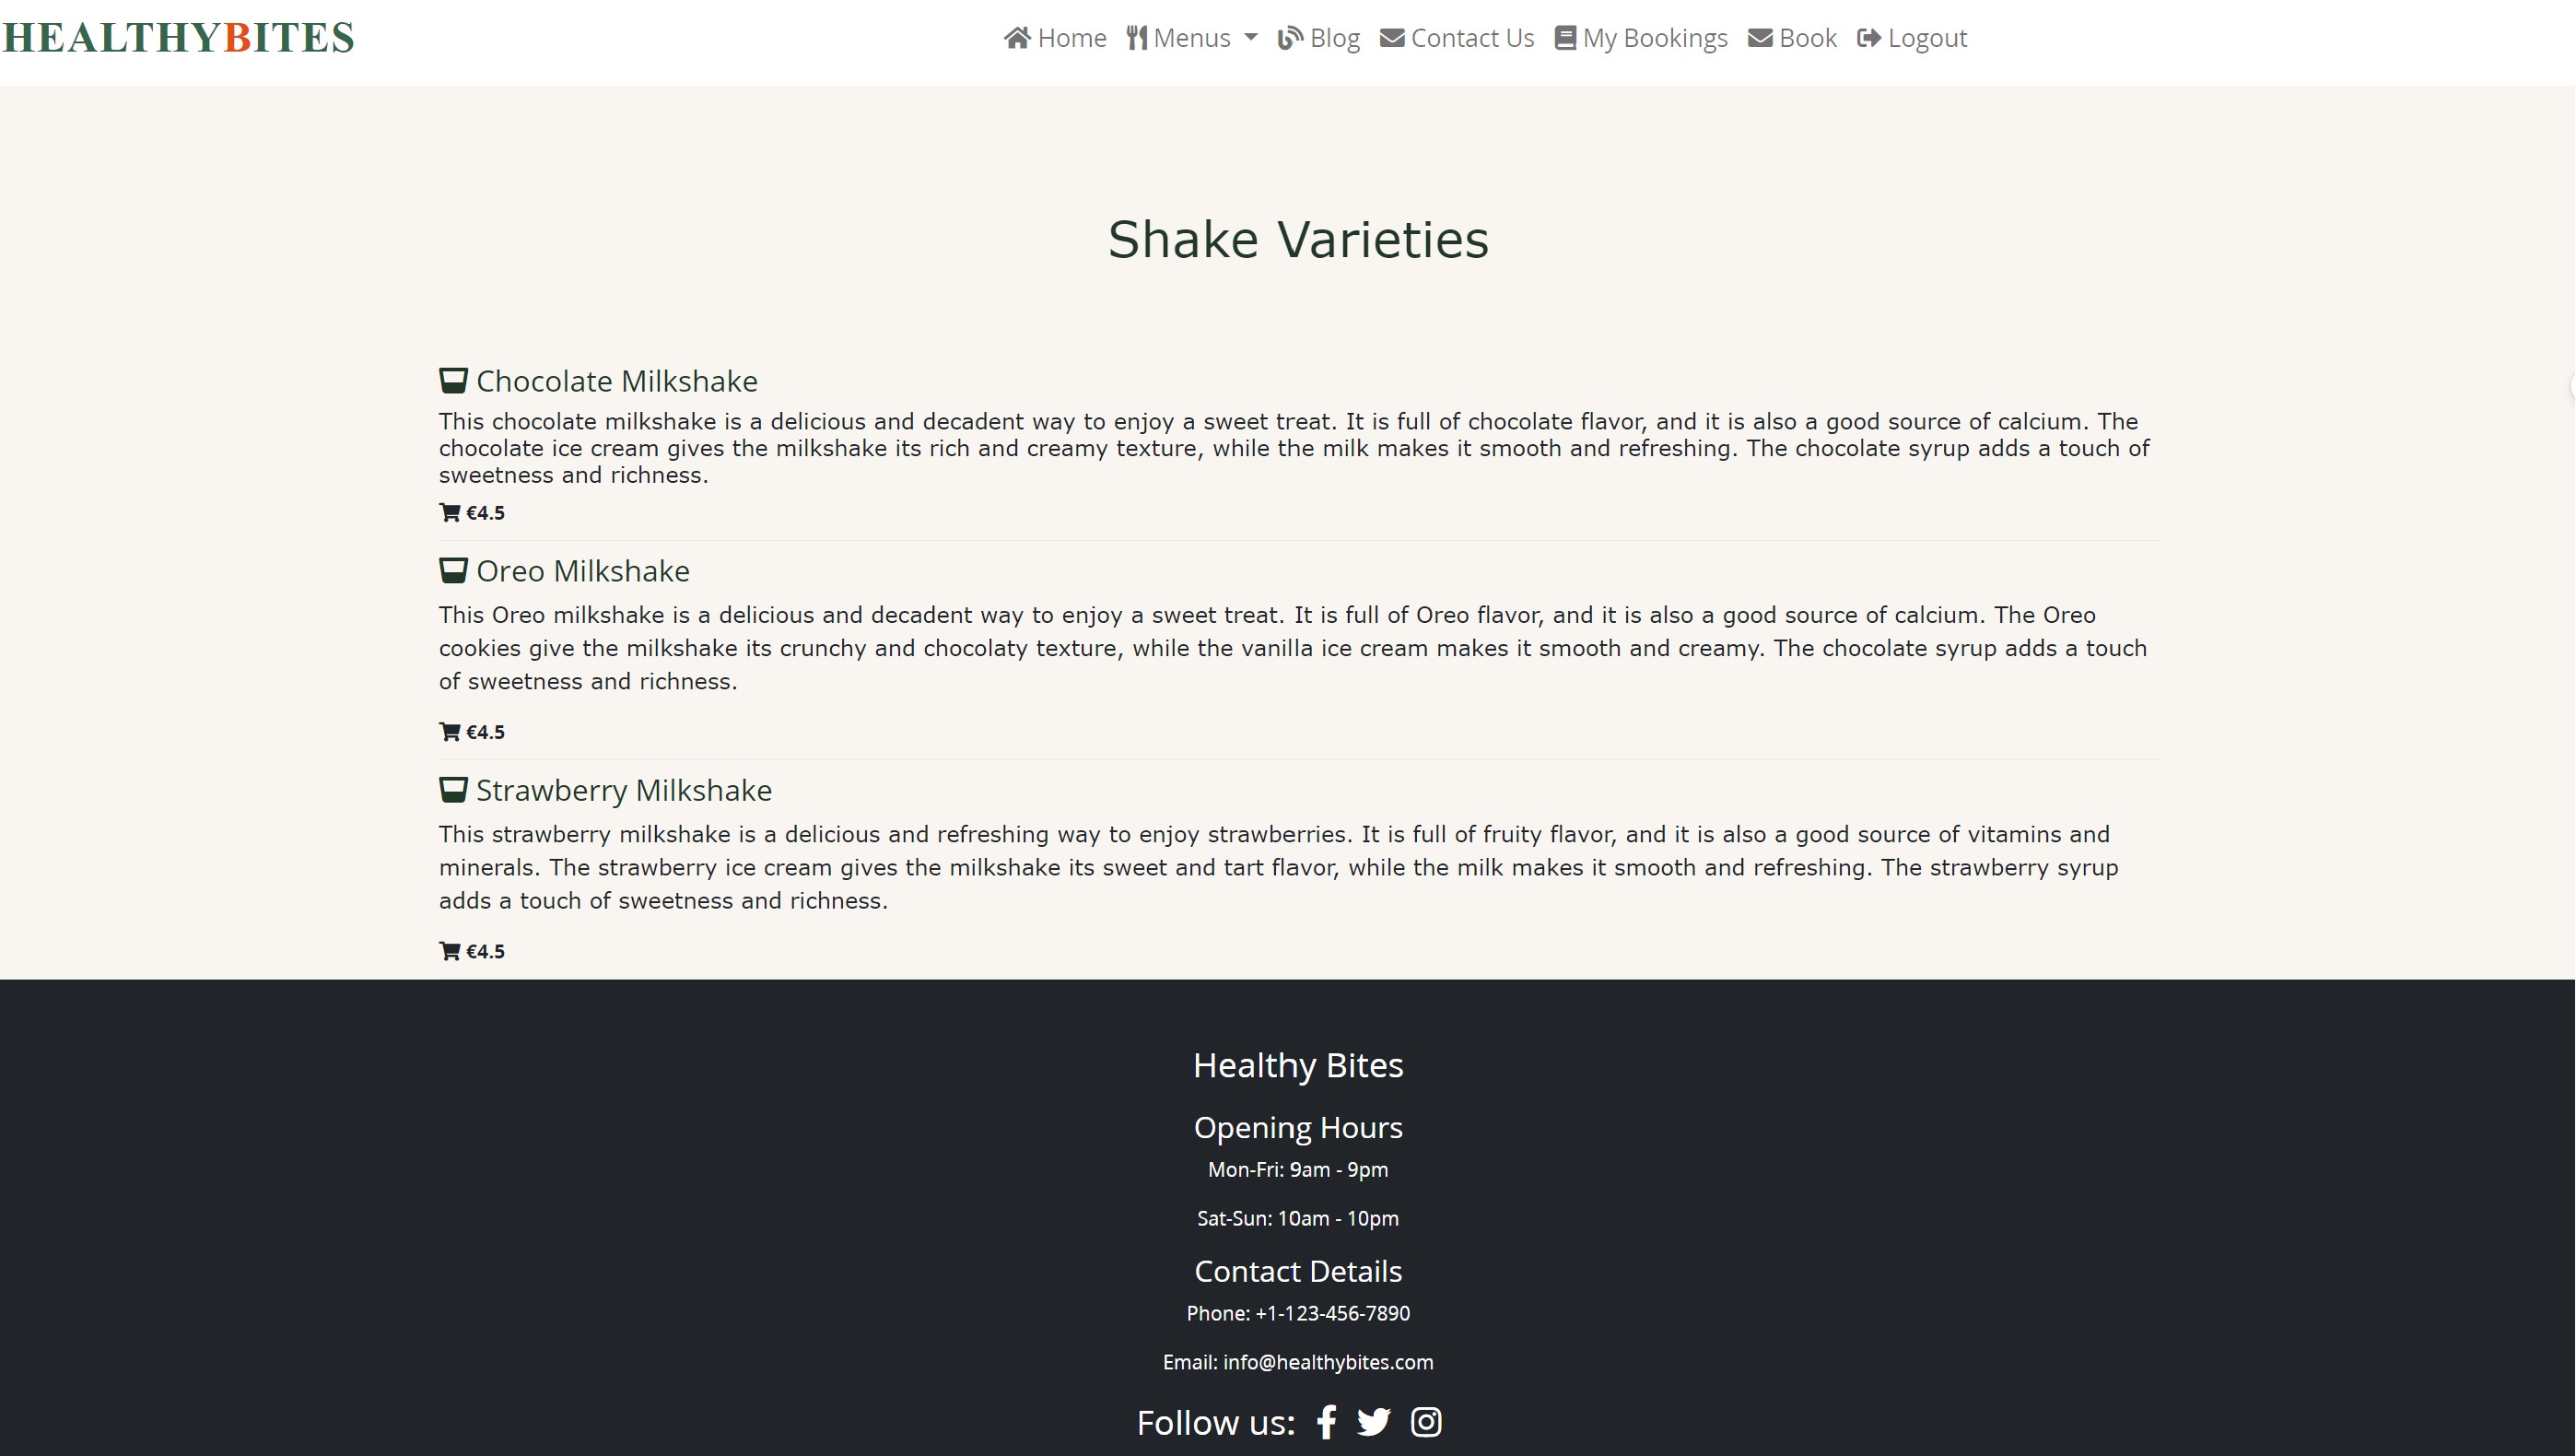 HEALTHYBITES
Home Menus Blog Contact Us My Bookings Book Logout
Shake Varieties
Chocolate Milkshake
This chocolate milkshake is a delicious and decadent way to enjoy a sweet treat. It is full of chocolate flavor, and it is also a good source of calcium. The
chocolate ice cream gives the milkshake its rich and creamy texture, while the milk makes it smooth and refreshing. The chocolate syrup adds a touch of
sweetness and richness.
€4.5
Oreo Milkshake
This Oreo milkshake is a delicious and decadent way to enjoy a sweet treat. It is full of Oreo flavor, and it is also a good source of calcium. The Oreo
cookies give the milkshake its crunchy and chocolaty texture, while the vanilla ice cream makes it smooth and creamy. The chocolate syrup adds a touch
of sweetness and richness.
€4.5
Strawberry Milkshake
This strawberry milkshake is a delicious and refreshing way to enjoy strawberries. It is full of fruity flavor, and it is also a good source of vitamins and
minerals. The strawberry ice cream gives the milkshake its sweet and tart flavor, while the milk makes it smooth and refreshing. The strawberry syrup
adds a touch of sweetness and richness.
€4.5
Healthy Bites
Opening Hours
Mon-Fri: 9am - 9pm
Sat-Sun: 10am - 10pm
Contact Details
Phone: +1-123-456-7890
Email: info@healthybites.com
Follow us: